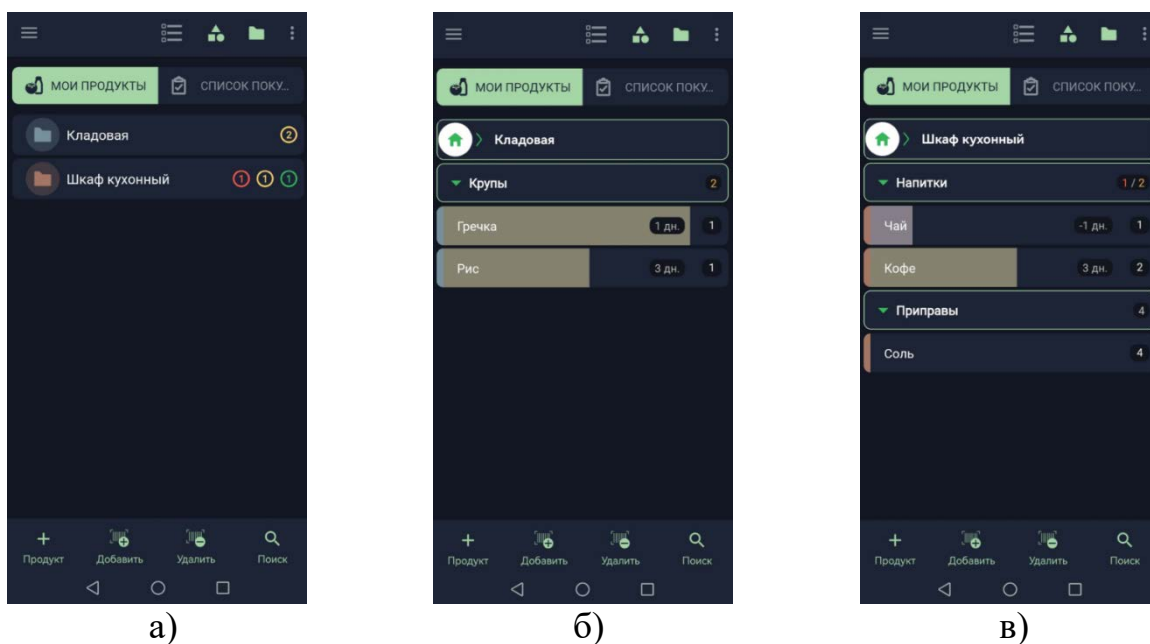 МОИ ПРОДУКТЫ СПИСОК ПОКУ...
Кладовая 2
Шкаф кухонный 1 1 1
+ Продукт Добавить Удалить Поиск
а)
МОИ ПРОДУКТЫ СПИСОК ПОКУ...
Кладовая
Крупы 2
Гречка 1 дн. 1
Рис 3 дн. 1
+ Продукт Добавить Удалить Поиск
б)
МОИ ПРОДУКТЫ СПИСОК ПОКУ...
Шкаф кухонный
Напитки 1 / 2
Чай -1 дн. 1
Кофе 3 дн. 2
Приправы 4
Соль 4
+ Продукт Добавить Удалить Поиск
в)